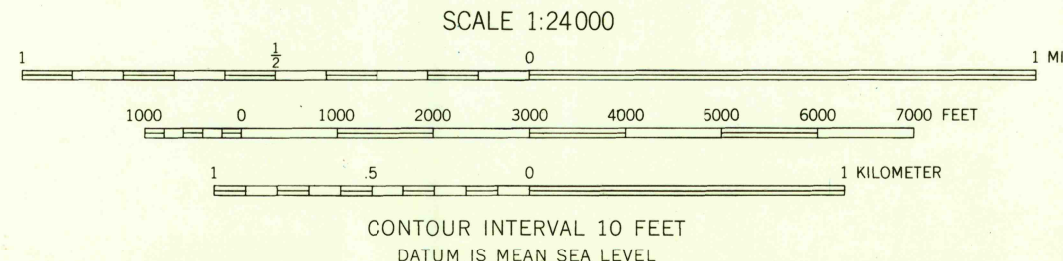 SCALE 1:24000
1 1/2 0 1 MI
1000 0 1000 2000 3000 4000 5000 6000 7000 FEET
1 .5 0 1 KILOMETER
CONTOUR INTERVAL 10 FEET
DATUM IS MEAN SEA LEVEL